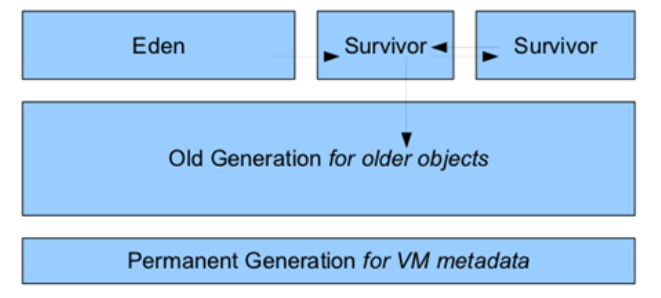 Eden
Survivor
Survivor
Old Generation for older objects
Permanent Generation for VM metadata